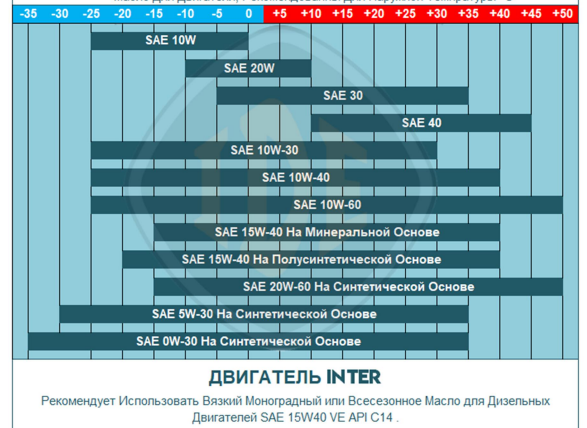 -35 -30 -25 -20 -15 -10 -5 0 +5 +10 +15 +20 +25 +30 +35 +40 +45 +50
SAE 10W
SAE 20W
SAE 30
SAE 40
SAE 10W-30
SAE 10W-40
SAE 10W-60
SAE 15W-40 На Минеральной Основе
SAE 15W-40 На Полусинтетической Основе
SAE 20W-60 На Синтетической Основе
SAE 5W-30 На Синтетической Основе
SAE 0W-30 На Синтетической Основе
ДВИГАТЕЛЬ INTER
Рекомендует Использовать Вязкий Моноградный или Всесезонное Масло для Дизельных
Двигателей SAE 15W40 VE API C14 .